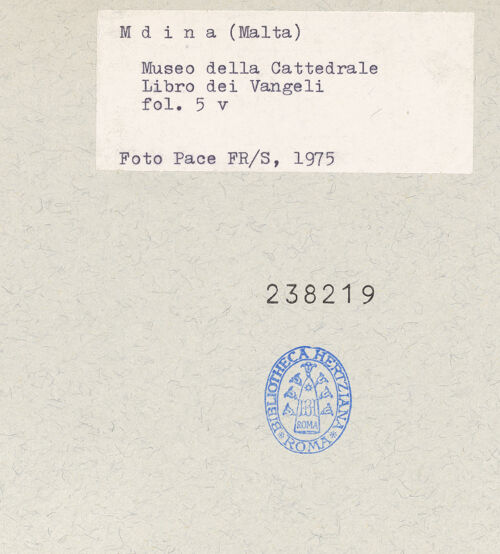 M d i n a (Malta)
Museo della Cattedrale
Libro dei Vangeli
fol. 5 v
Foto Pace FR/S, 1975
238219
BIBLIOTHECA HERTZIANA
ROMA
* ROMA *